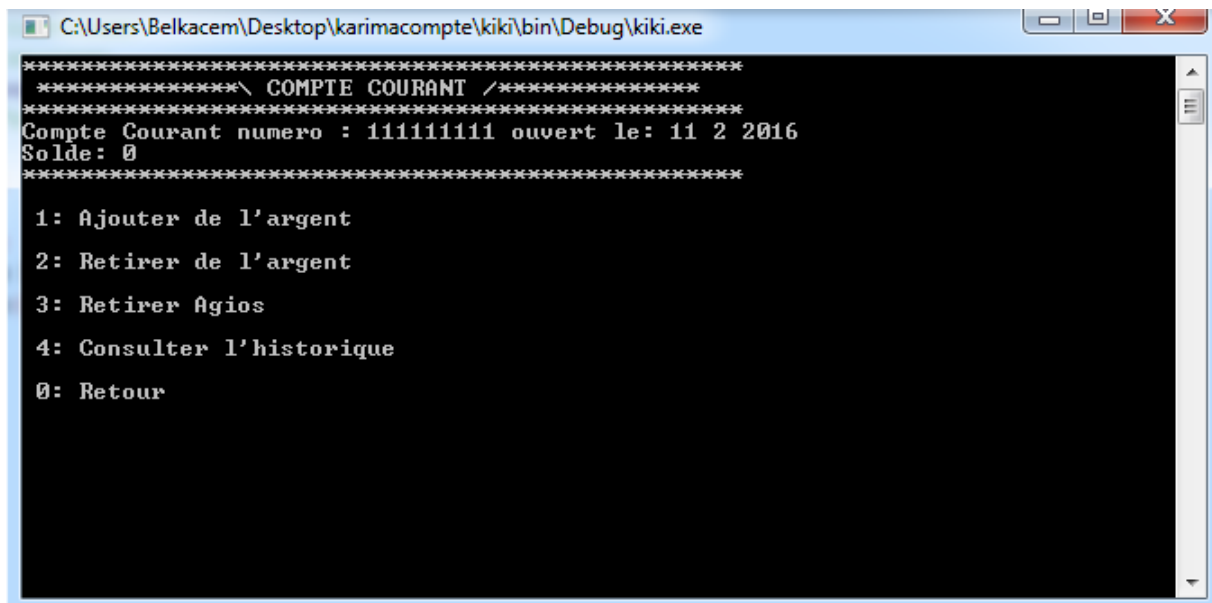 C:\Users\Belkacem\Desktop\karimacompte\kiki\bin\Debug\kiki.exe
**************************************************
**************\ COMPTE COURANT /**************
**************************************************
Compte Courant numero : 111111111 ouvert le: 11 2 2016
Solde: 0
**************************************************
1: Ajouter de l'argent
2: Retirer de l'argent
3: Retirer Agios
4: Consulter l'historique
0: Retour